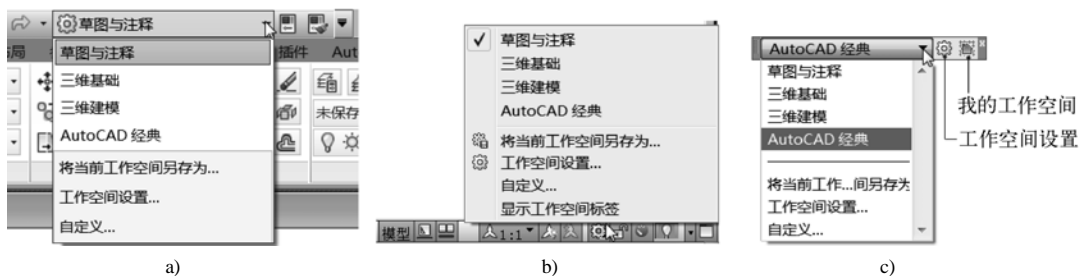 草图与注释
局
插件 Aut
草图与注释
三维基础
三维建模
AutoCAD 经典
将当前工作空间另存为...
工作空间设置...
自定义...
未保存
a)
✓ 草图与注释
三维基础
三维建模
AutoCAD 经典
将当前工作空间另存为...
工作空间设置...
自定义...
显示工作空间标签
模型
1:1
b)
AutoCAD 经典
草图与注释
三维基础
三维建模
AutoCAD 经典
将当前工作...间另存为
工作空间设置...
自定义...
我的工作空间
工作空间设置
c)